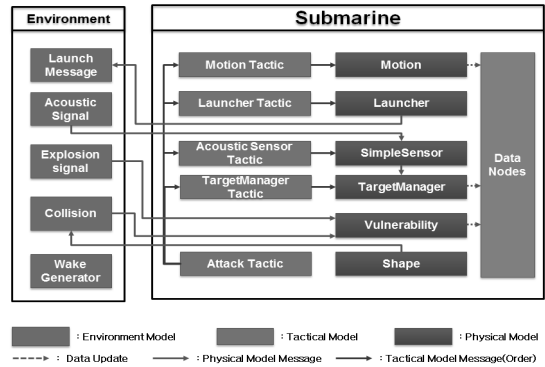 Environment
Submarine
Launch
Message
Acoustic
Signal
Explosion
signal
Collision
Wake
Generator
Motion Tactic
Launcher Tactic
Acoustic Sensor
Tactic
TargetManager
Tactic
Attack Tactic
Motion
Launcher
SimpleSensor
TargetManager
Vulnerability
Shape
Data
Nodes
: Environment Model
: Tactical Model
: Physical Model
: Data Update
: Physical Model Message
: Tactical Model Message(Order)